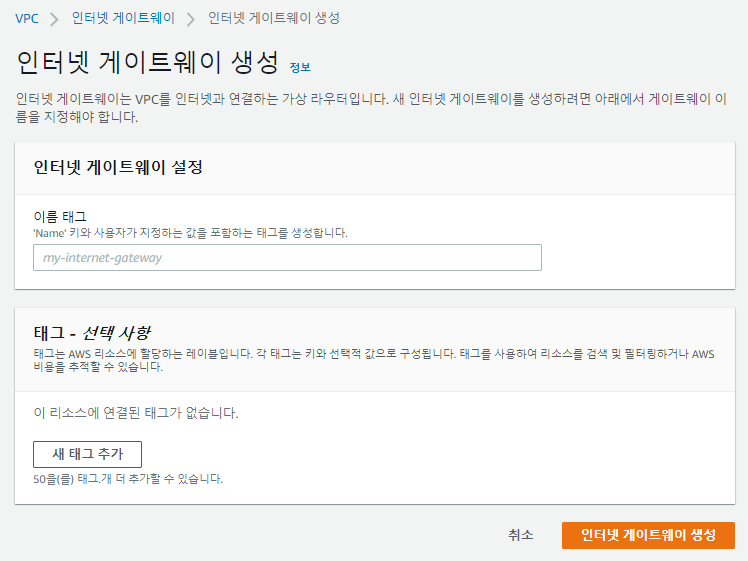 VPC > 인터넷 게이트웨이 > 인터넷 게이트웨이 생성
인터넷 게이트웨이 생성 정보
인터넷 게이트웨이는 VPC를 인터넷과 연결하는 가상 라우터입니다. 새 인터넷 게이트웨이를 생성하려면 아래에서 게이트웨이 이
름을 지정해야 합니다.
인터넷 게이트웨이 설정
이름 태그
'Name' 키와 사용자가 지정하는 값을 포함하는 태그를 생성합니다.
my-internet-gateway
태그 - 선택 사항
태그는 AWS 리소스에 할당하는 레이블입니다. 각 태그는 키와 선택적 값으로 구성됩니다. 태그를 사용하여 리소스를 검색 및 필터링하거나 AWS
비용을 추적할 수 있습니다.
이 리소스에 연결된 태그가 없습니다.
새 태그 추가
50을(를) 태그.개 더 추가할 수 있습니다.
취소 인터넷 게이트웨이 생성